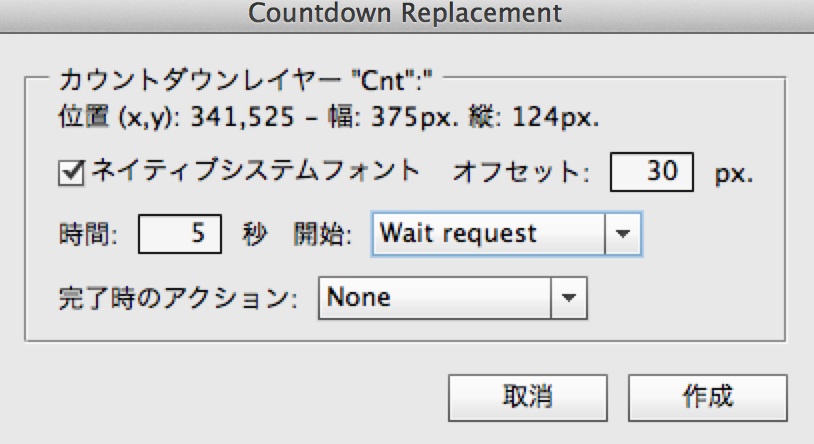 Countdown Replacement
カウントダウンレイヤー "Cnt":"
位置 (x,y): 341,525 – 幅: 375px. 縦: 124px.
ネイティブシステムフォント オフセット: 30 px.
時間: 5 秒 開始: Wait request
完了時のアクション: None
取消 作成